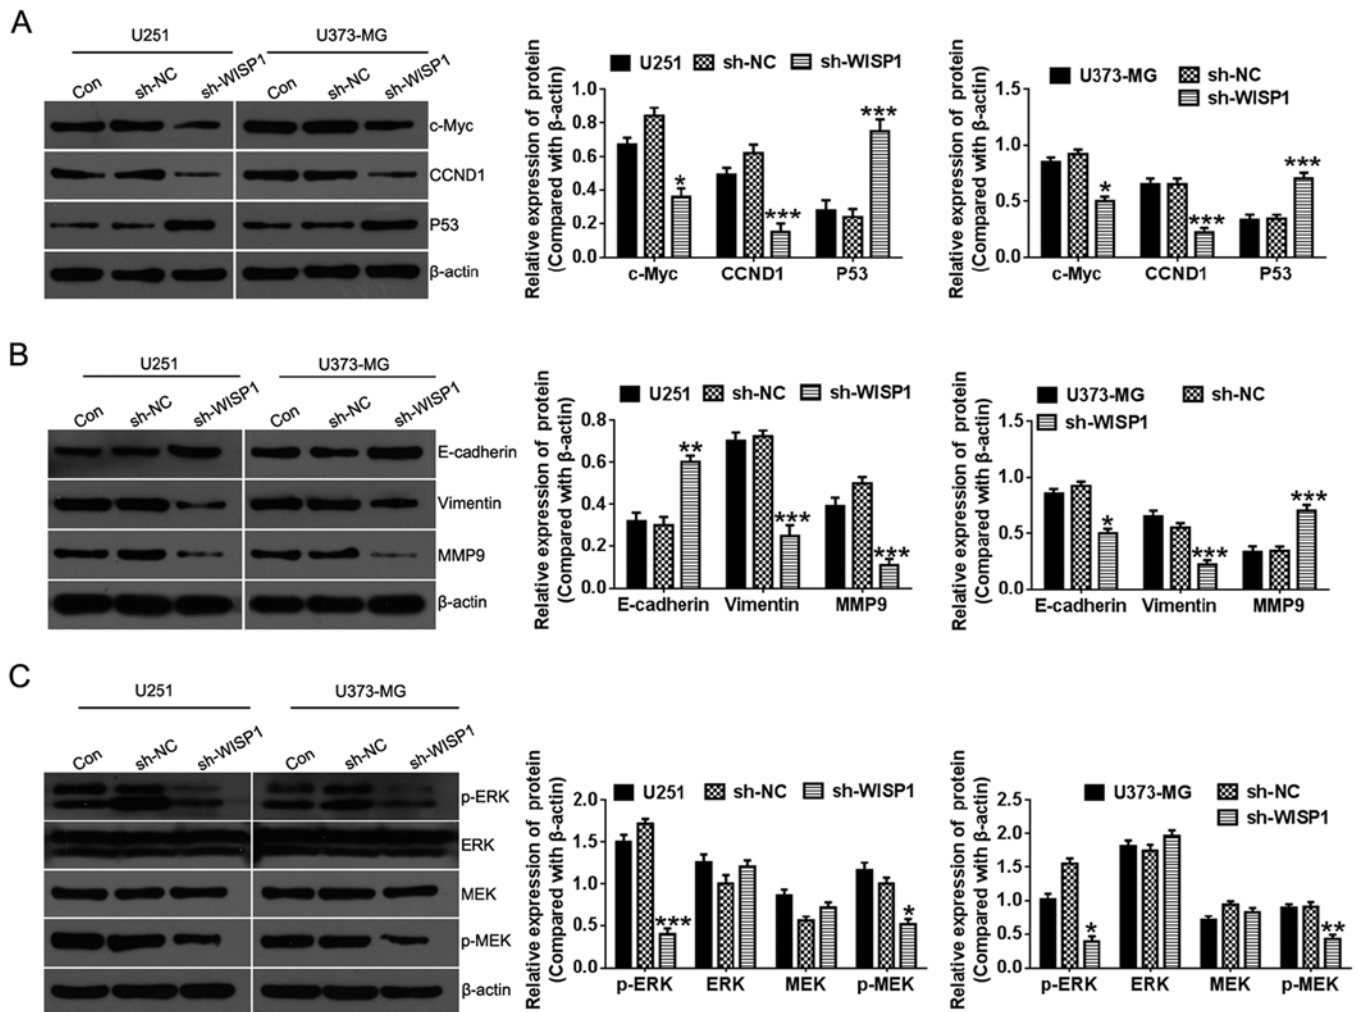 A
U251
U373-MG
Con
sh-NC
sh-WISP1
Con
sh-NC
sh-WISP1
c-Myc
CCND1
P53
β-actin
Relative expression of protein
(Compared with β-actin)
U251
sh-NC
sh-WISP1
1.0
0.8
0.6
0.4
0.2
0.0
*
***
***
c-Myc
CCND1
P53
Relative expression of protein
(Compared with β-actin)
U373-MG
sh-NC
sh-WISP1
1.5
1.0
0.5
0.0
*
***
***
c-Myc
CCND1
P53
B
U251
U373-MG
Con
sh-NC
sh-WISP1
Con
sh-NC
sh-WISP1
E-cadherin
Vimentin
MMP9
β-actin
Relative expression of protein
(Compared with β-actin)
U251
sh-NC
sh-WISP1
0.8
0.6
0.4
0.2
0.0
**
***
***
E-cadherin
Vimentin
MMP9
Relative expression of protein
(Compared with β-actin)
U373-MG
sh-NC
sh-WISP1
1.5
1.0
0.5
0.0
*
***
***
E-cadherin
Vimentin
MMP9
C
U251
U373-MG
Con
sh-NC
sh-WISP1
Con
sh-NC
sh-WISP1
p-ERK
ERK
MEK
p-MEK
β-actin
Relative expression of protein
(Compared with β-actin)
U251
sh-NC
sh-WISP1
2.0
1.5
1.0
0.5
0.0
***
*
p-ERK
ERK
MEK
p-MEK
Relative expression of protein
(Compared with β-actin)
U373-MG
sh-NC
sh-WISP1
2.5
2.0
1.5
1.0
0.5
0.0
*
**
p-ERK
ERK
MEK
p-MEK